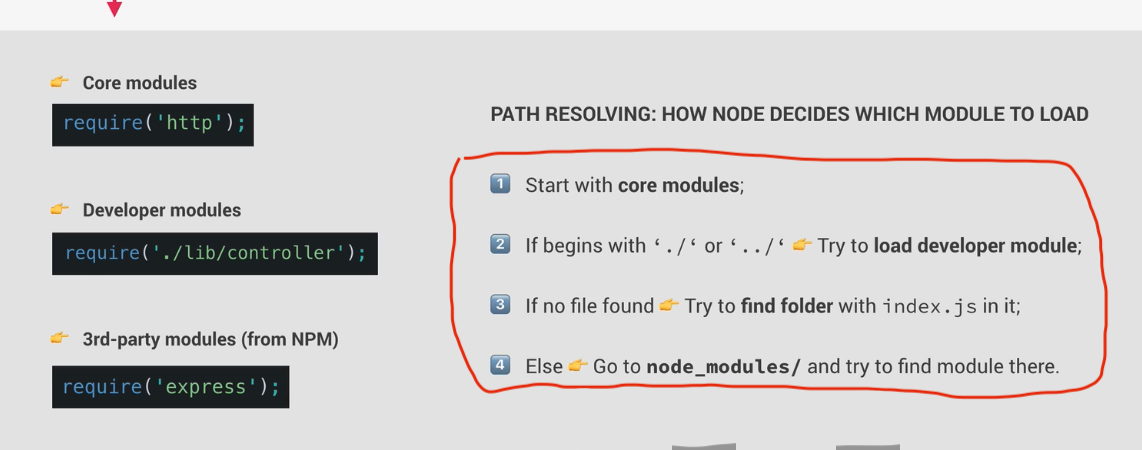 👉 Core modules
require('http');
👉 Developer modules
require('./lib/controller');
👉 3rd-party modules (from NPM)
require('express');
PATH RESOLVING: HOW NODE DECIDES WHICH MODULE TO LOAD
1 Start with core modules;
2 If begins with ‘./‘ or ‘../‘ 👉 Try to load developer module;
3 If no file found 👉 Try to find folder with index.js in it;
4 Else 👉 Go to node_modules/ and try to find module there.